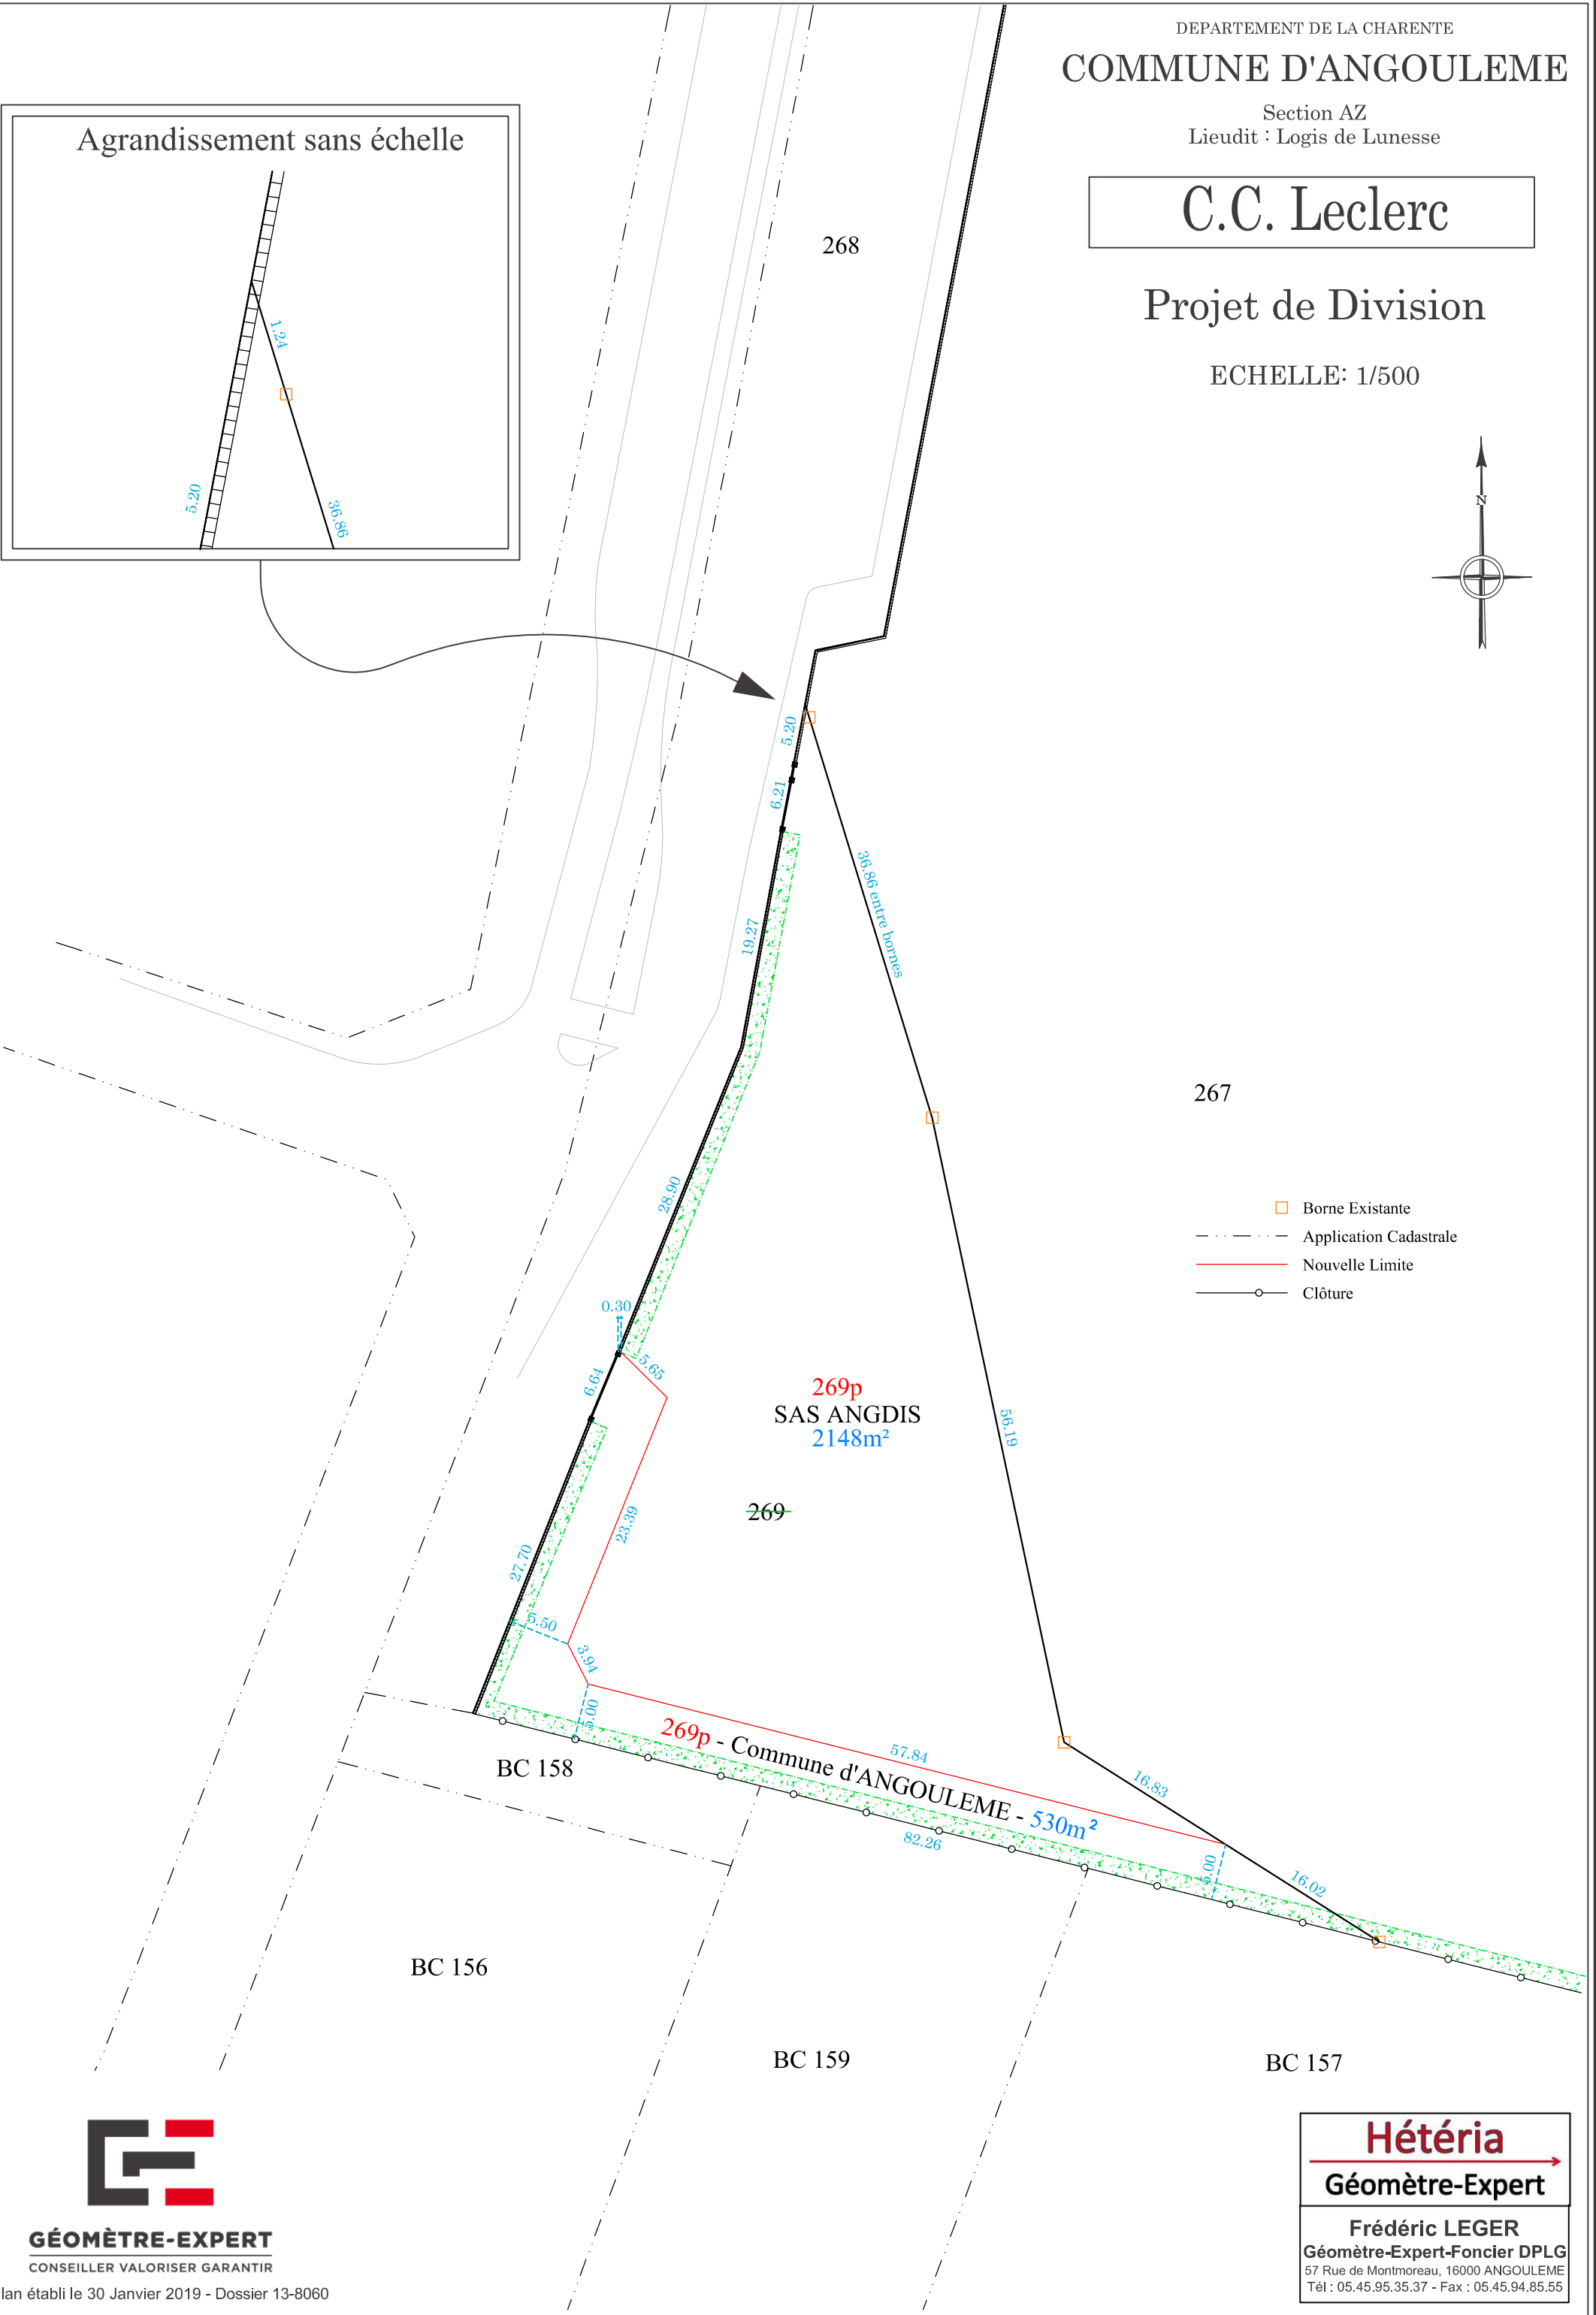 DEPARTEMENT DE LA CHARENTE
COMMUNE D'ANGOULEME
Section AZ
Lieudit : Logis de Lunesse
C.C. Leclerc
Projet de Division
ECHELLE: 1/500
N
Agrandissement sans échelle
1.24
5.20
36.86
268
5.20
6.21
36.86 entre bornes
19.27
267
28.90
Borne Existante
Application Cadastrale
Nouvelle Limite
Clôture
0.30
5.65
6.64
269p
SAS ANGDIS
2148m²
56.19
269
23.39
27.70
5.50
3.94
5.00
269p - Commune d'ANGOULEME - 530m²
57.84
16.83
BC 158
82.26
5.00
16.02
BC 156
BC 159
BC 157
GÉOMÈTRE-EXPERT
CONSEILLER VALORISER GARANTIR
lan établi le 30 Janvier 2019 - Dossier 13-8060
Hétéria
Géomètre-Expert
Frédéric LEGER
Géomètre-Expert-Foncier DPLG
57 Rue de Montmoreau, 16000 ANGOULEME
Tél : 05.45.95.35.37 - Fax : 05.45.94.85.55